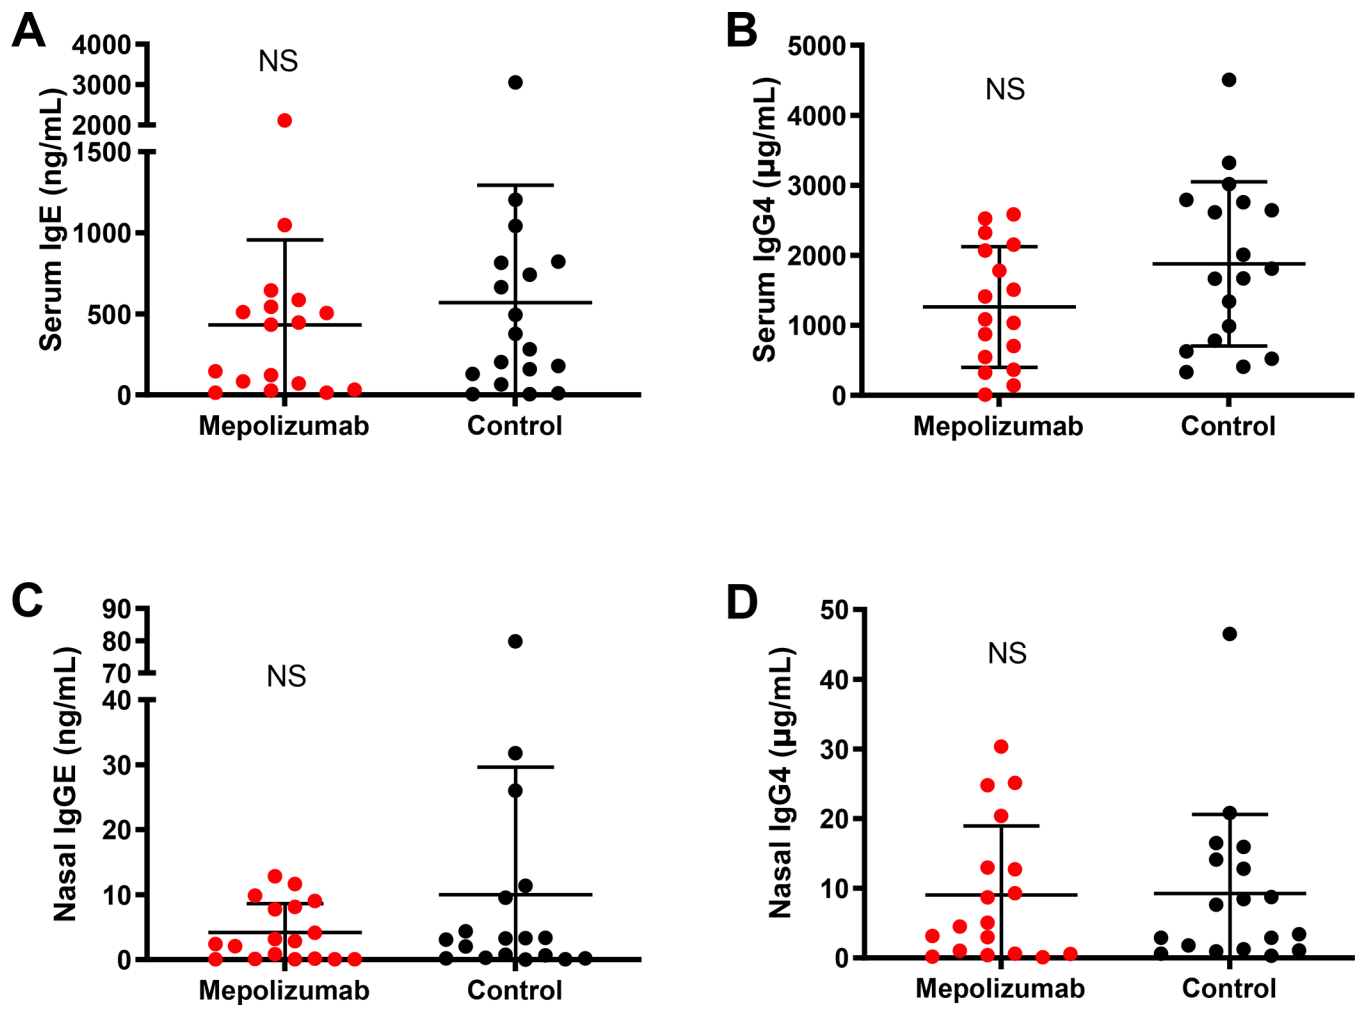 A
Serum IgE (ng/mL)
4000
3000
2000
1500
1000
500
0
NS
Mepolizumab
Control
B
Serum IgG4 (µg/mL)
5000
4000
3000
2000
1000
0
NS
Mepolizumab
Control
C
Nasal IgGE (ng/mL)
90
80
70
40
30
20
10
0
NS
Mepolizumab
Control
D
Nasal IgG4 (µg/mL)
50
40
30
20
10
0
NS
Mepolizumab
Control